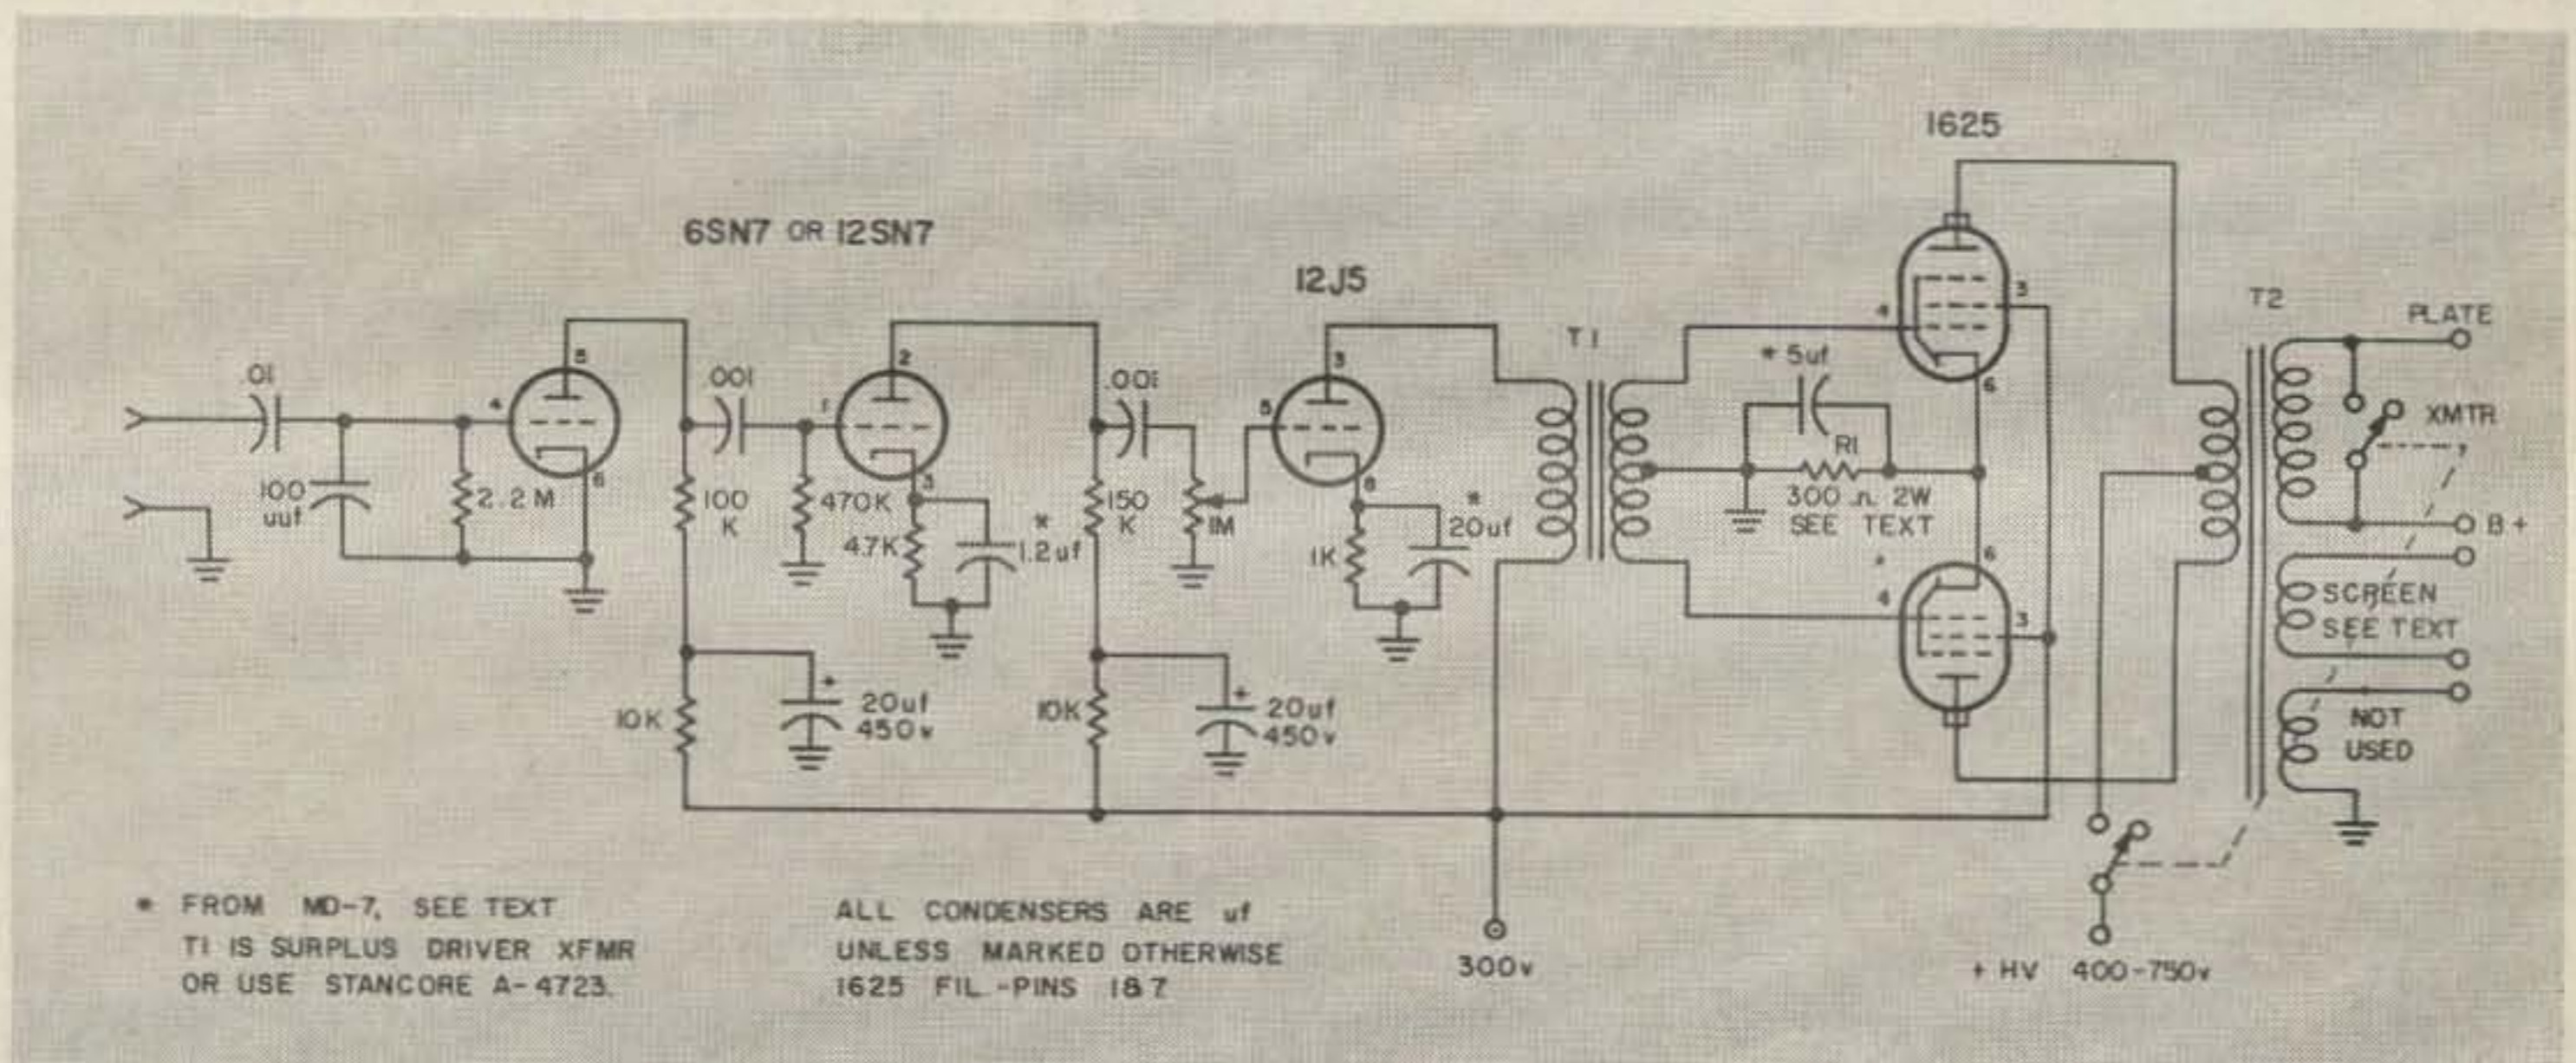 1625
6SN7 OR 12SN7
12J5
T1
T2
PLATE
XMTR
B +
SCREEN
SEE TEXT
NOT
USED
.01
100
uuf
2.2 M
4
5
6
100
K
.001
470K
1
2
3
4.7K
*
1.2uf
10K
+
20uf
450v
150
K
.001
1M
10K
+
20uf
450v
5
3
8
1K
*
20uf
* 5uf
R1
300 Ω 2W
SEE TEXT
4
3
6
6
4
3
300v
+ HV 400-750v
* FROM MD-7, SEE TEXT
T1 IS SURPLUS DRIVER XFMR
OR USE STANCORE A-4723.
ALL CONDENSERS ARE uf
UNLESS MARKED OTHERWISE
1625 FIL.-PINS 1&7